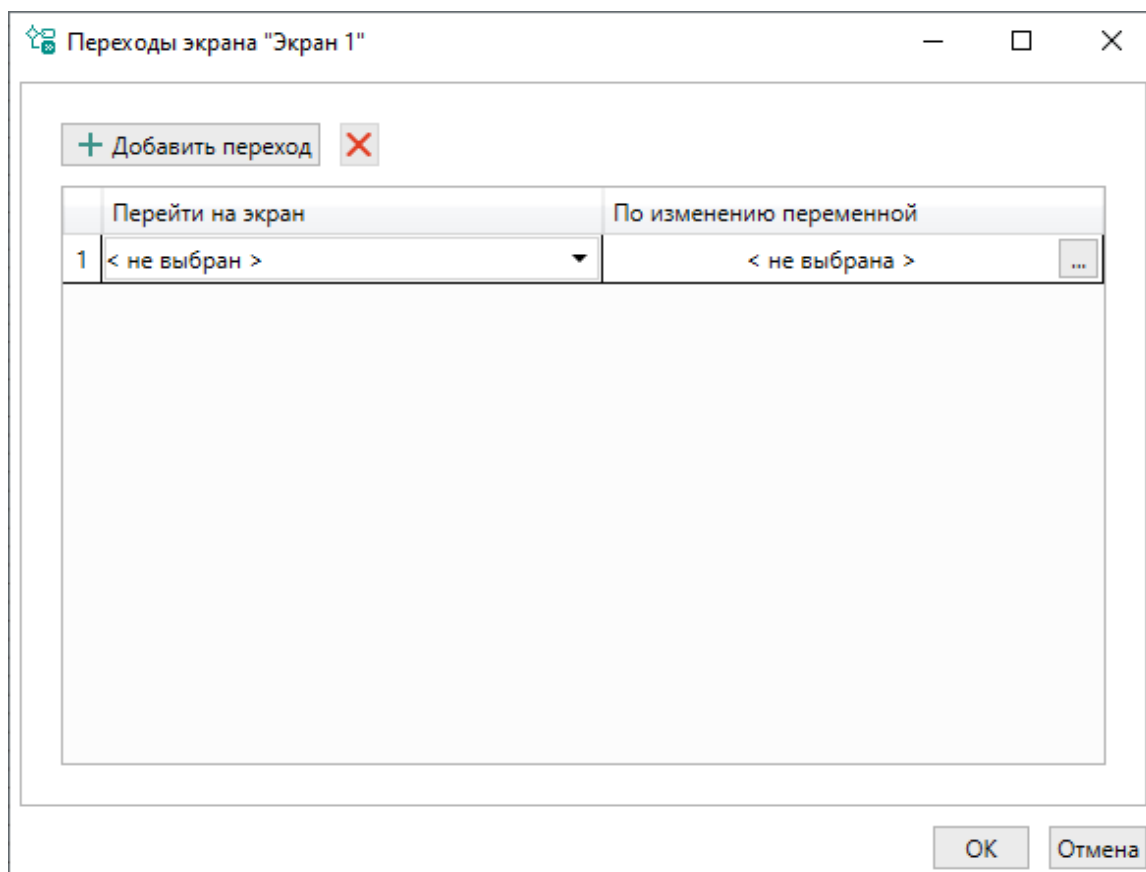 Переходы экрана "Экран 1"
Добавить переход
Перейти на экран По изменению переменной
1 < не выбран > < не выбрана > ...
OK Отмена